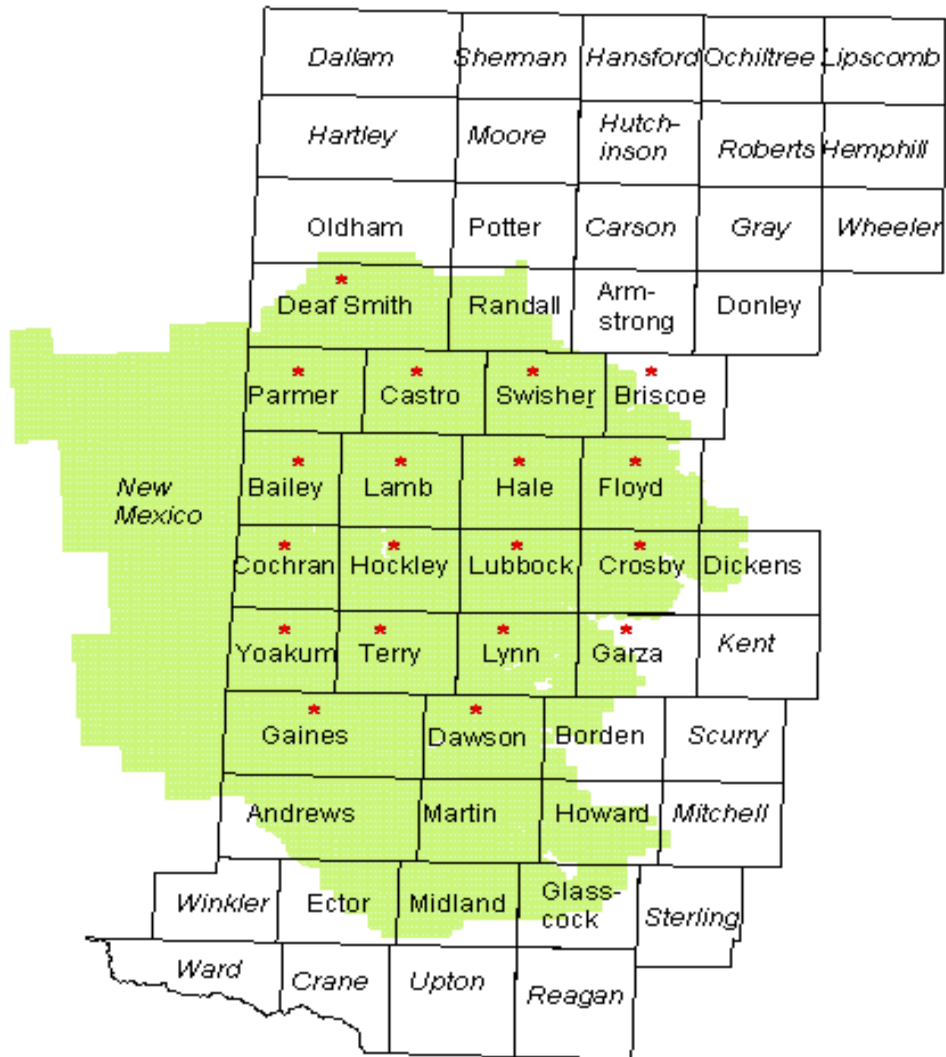 Dallam Sherman Hansford Ochiltree Lipscomb
Hartley Moore Hutch-
inson Roberts Hemphill
Oldham Potter Carson Gray Wheeler
*
Deaf Smith Randall Arm-
strong Donley
* * * *
Parmer Castro Swisher Briscoe
* * * *
Bailey Lamb Hale Floyd
New
Mexico
* * * *
Cochran Hockley Lubbock Crosby Dickens
* * * *
Yoakum Terry Lynn Garza Kent
* *
Gaines Dawson Borden Scurry
Andrews Martin Howard Mitchell
Winkler Ector Midland Glass-
cock Sterling
Ward Crane Upton Reagan